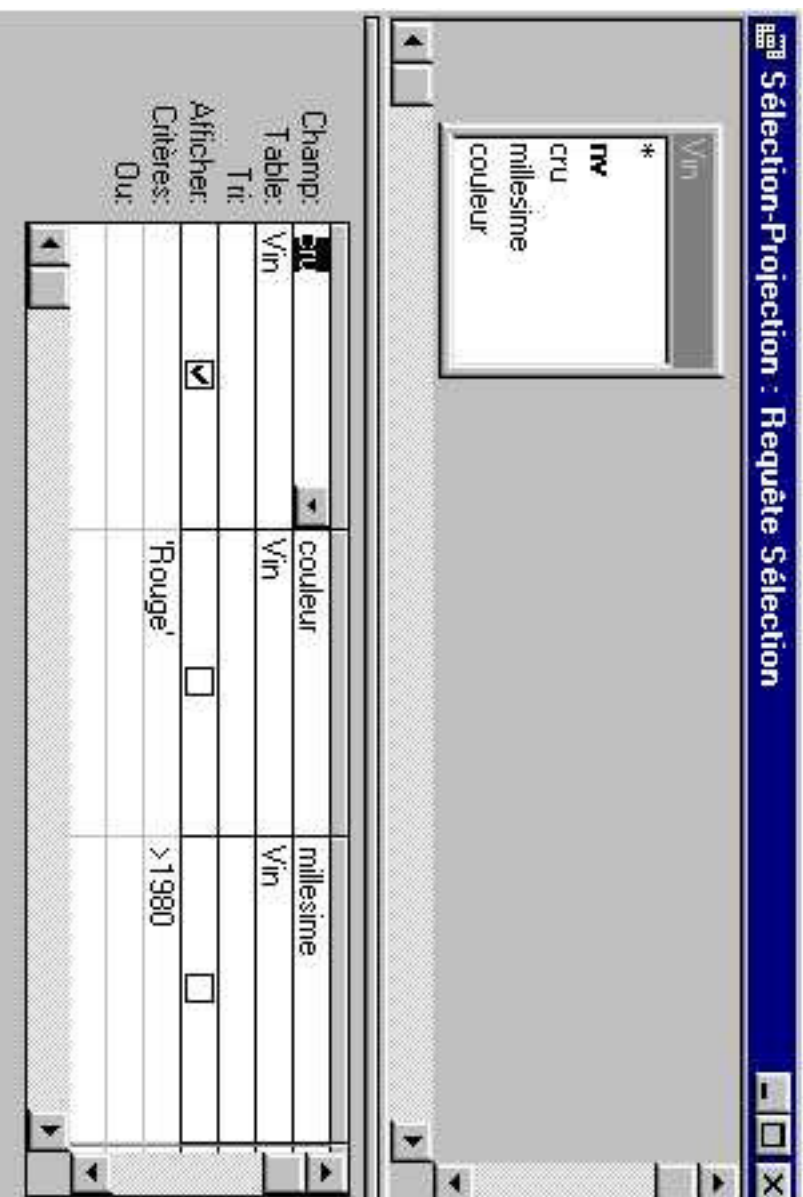 Sélection-Projection : Requête Sélection
Vin
*
nv
cru
millesime
couleur
Champ: cru couleur millesime
Table: Vin Vin Vin
Tri:
Afficher:
Critères: 'Rouge' >1980
Ou: